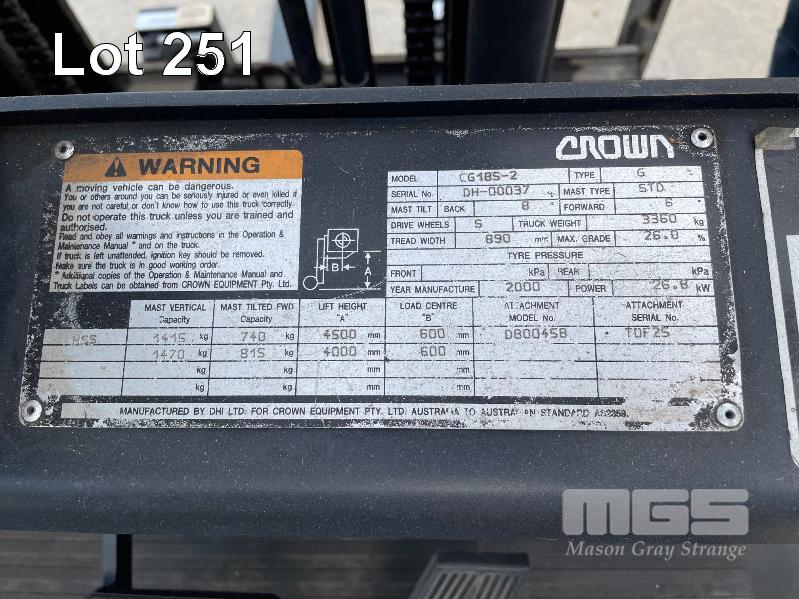 Lot 251
WARNING
A moving vehicle can be dangerous.
You or others around you can be seriously injured or even killed if
you are not careful or don't know how to use this truck correctly.
Do not operate this truck unless you are trained and
authorised.
Read and obey all warnings and instructions in the Operation &
Maintenance Manual * and on the truck.
If truck is left unattended, ignition key should be removed.
Make sure the truck is in good working order.
* Additional copies of the Operation & Maintenance Manual and
Truck Labels can be obtained from CROWN EQUIPMENT Pty. Ltd.
B
A
CROWN
MODEL CG18S-2 TYPE G
SERIAL No. DH-00037 MAST TYPE STD
MAST TILT BACK 8 ° FORWARD 6 °
DRIVE WHEELS S TRUCK WEIGHT 3360 kg
TREAD WIDTH 890 mm MAX. GRADE 26.0 %
TYRE PRESSURE
FRONT kPa REAR kPa
YEAR MANUFACTURE 2000 POWER 26.8 kW
MAST VERTICAL Capacity MAST TILTED FWD Capacity LIFT HEIGHT "A" LOAD CENTRE "B" ATTACHMENT MODEL No. ATTACHMENT SERIAL No.
HSS 1415 kg 740 kg 4500 mm 600 mm D800458 TOF25
1470 kg 815 kg 4000 mm 600 mm
kg kg mm mm
kg kg mm mm
MANUFACTURED BY DHI LTD. FOR CROWN EQUIPMENT PTY. LTD. AUSTRALIA TO AUSTRALIAN STANDARD AS2359.
MGS
Mason Gray Strange